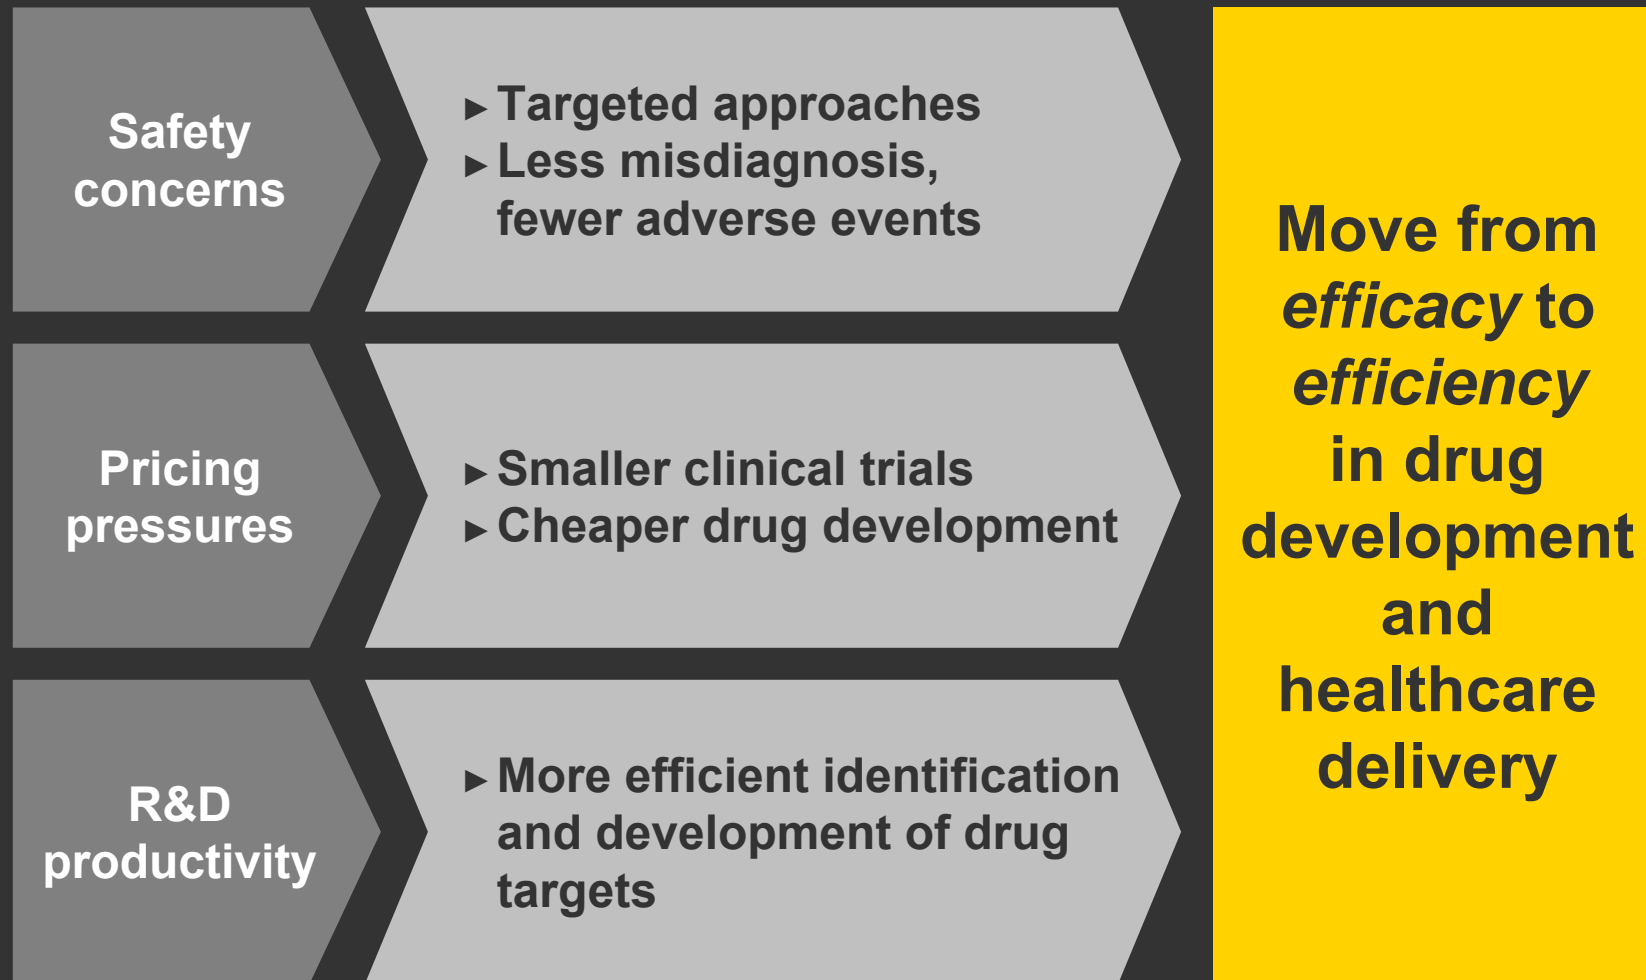 Safety
concerns
► Targeted approaches
► Less misdiagnosis,
fewer adverse events
Pricing
pressures
► Smaller clinical trials
► Cheaper drug development
R&D
productivity
► More efficient identification
and development of drug
targets
Move from
efficacy to
efficiency
in drug
development
and
healthcare
delivery